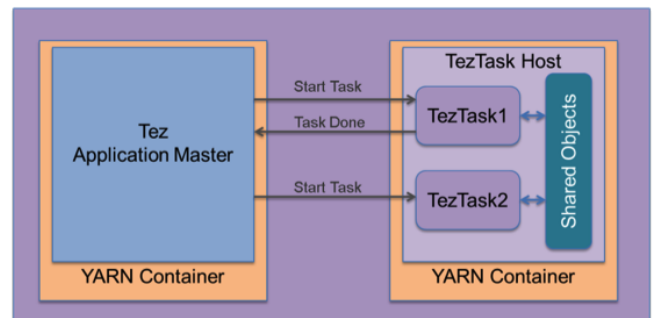 TezTask Host
Start Task
TezTask1
Task Done
Tez
Application Master
Start Task
TezTask2
Shared Objects
YARN Container
YARN Container